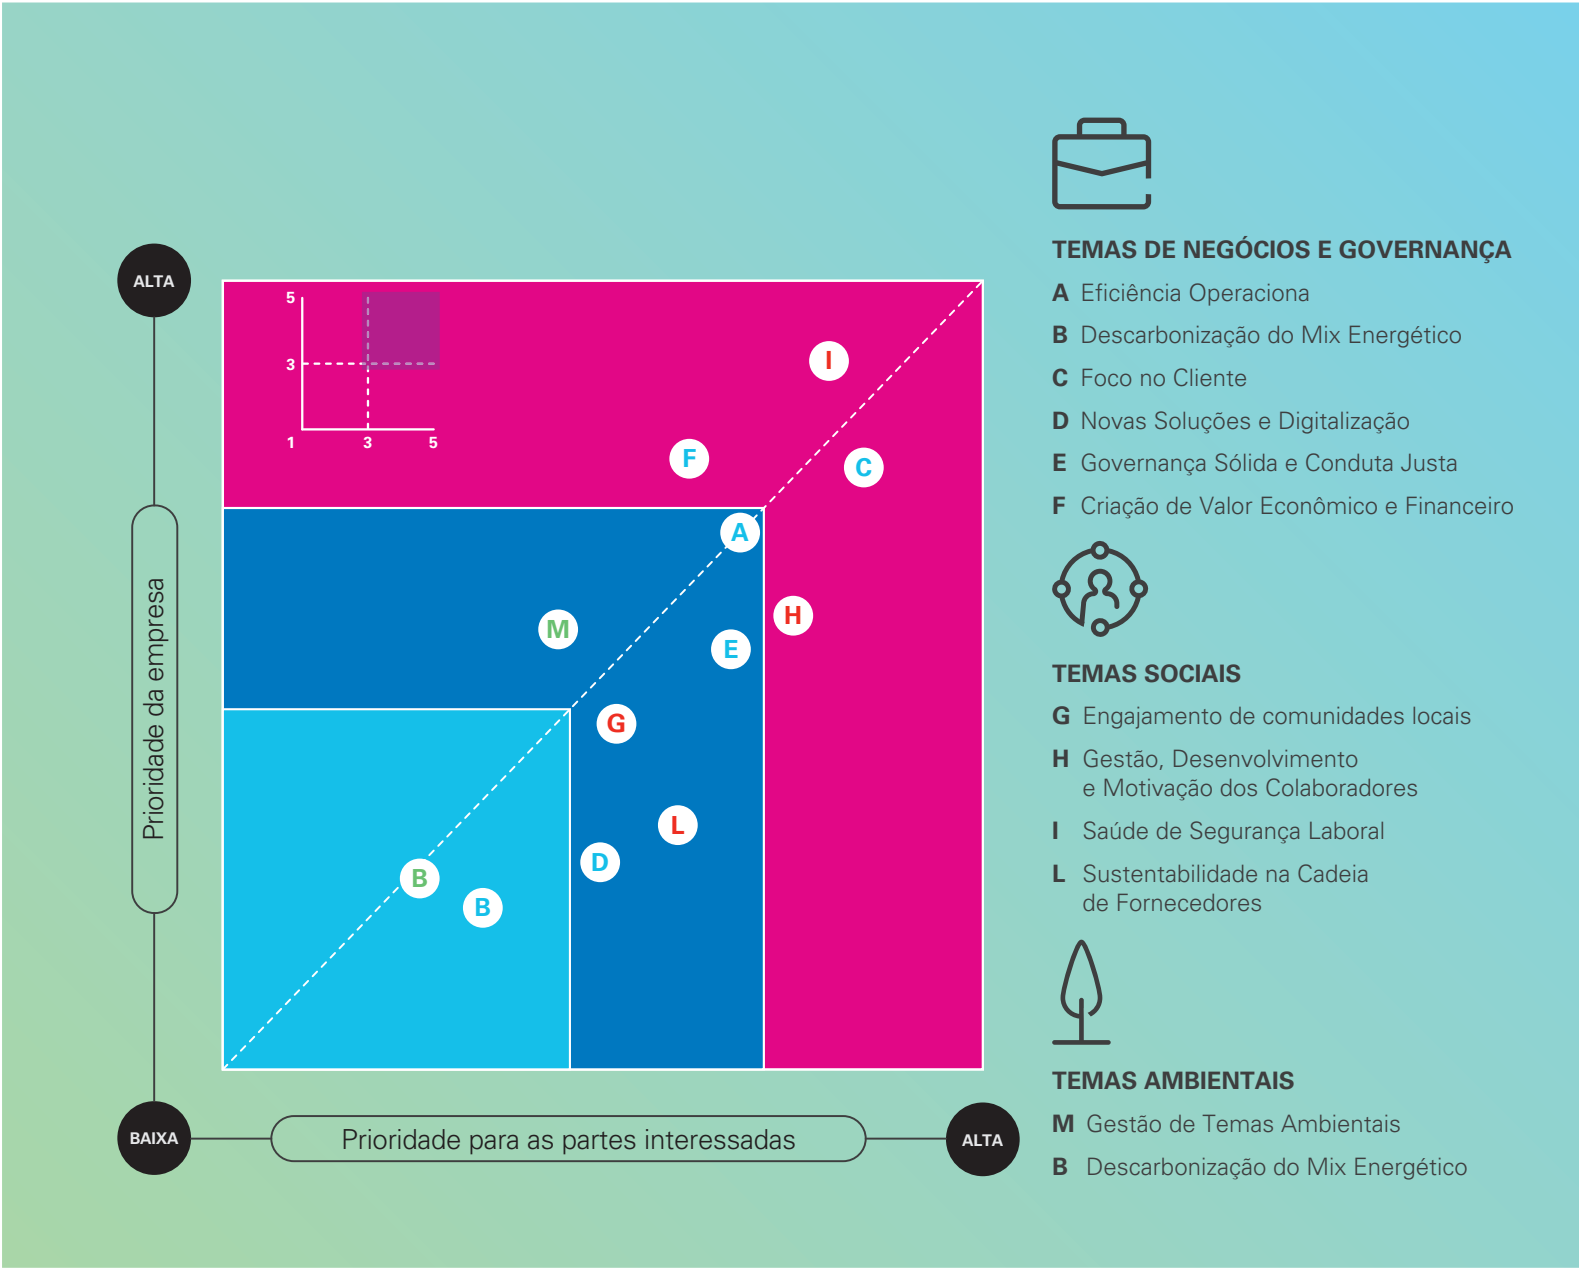 ALTA
Prioridade da empresa
BAIXA
Prioridade para as partes interessadas
ALTA
5
3
1
3
5
I
F
C
A
H
M
E
G
L
D
B
B
TEMAS DE NEGÓCIOS E GOVERNANÇA
A Eficiência Operaciona
B Descarbonização do Mix Energético
C Foco no Cliente
D Novas Soluções e Digitalização
E Governança Sólida e Conduta Justa
F Criação de Valor Econômico e Financeiro
TEMAS SOCIAIS
G Engajamento de comunidades locais
H Gestão, Desenvolvimento
e Motivação dos Colaboradores
I Saúde de Segurança Laboral
L Sustentabilidade na Cadeia
de Fornecedores
TEMAS AMBIENTAIS
M Gestão de Temas Ambientais
B Descarbonização do Mix Energético